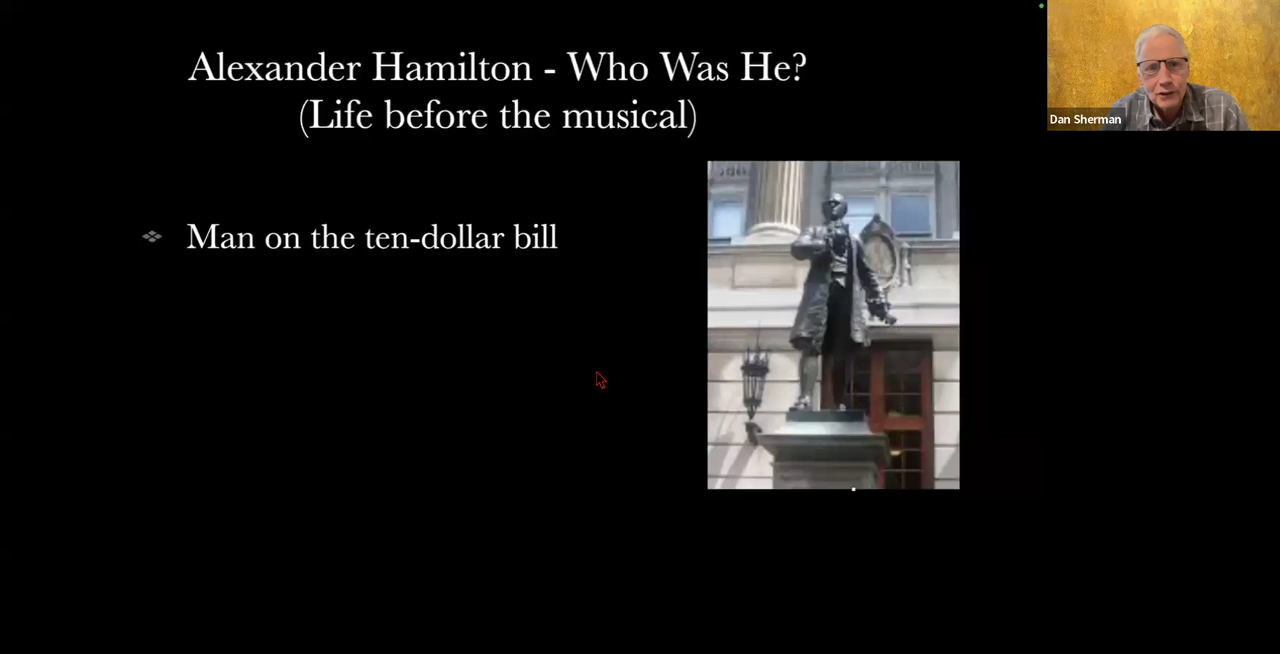 Alexander Hamilton - Who Was He?
(Life before the musical)
Man on the ten-dollar bill
Dan Sherman